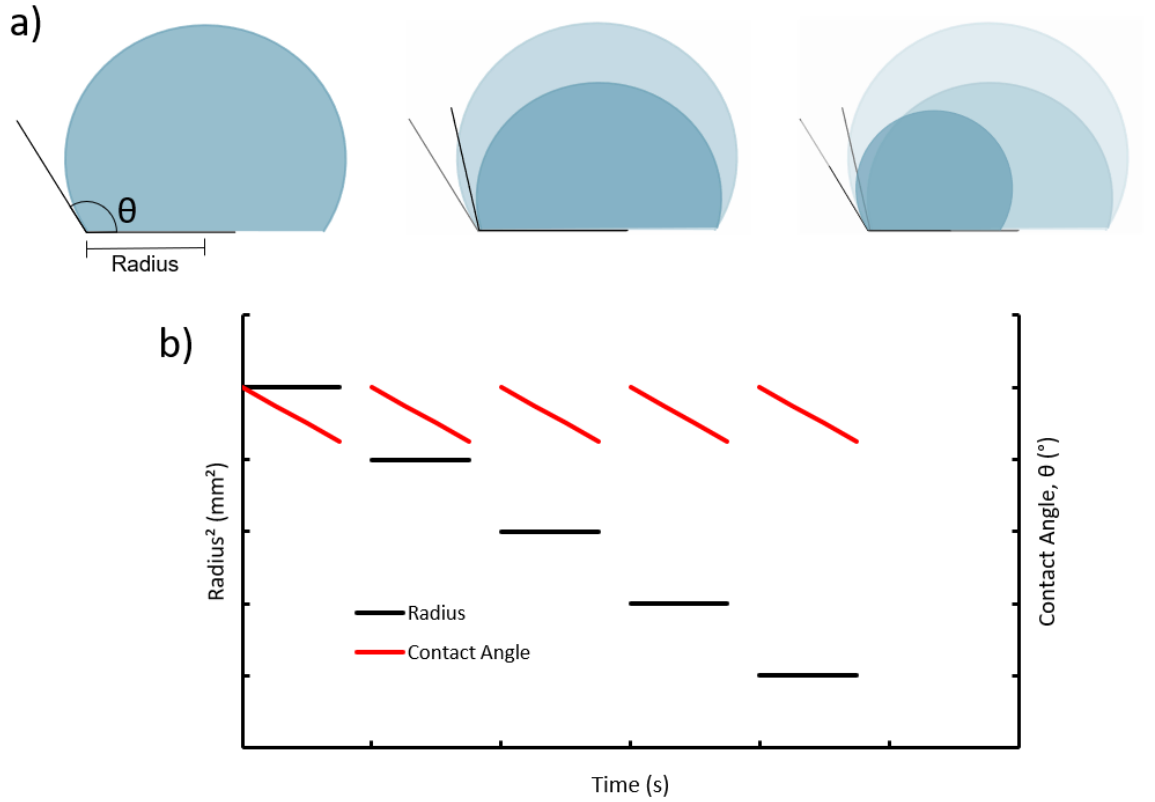 a)
θ
Radius
b)
Radius² (mm²)
Contact Angle, θ (°)
Radius
Contact Angle
Time (s)